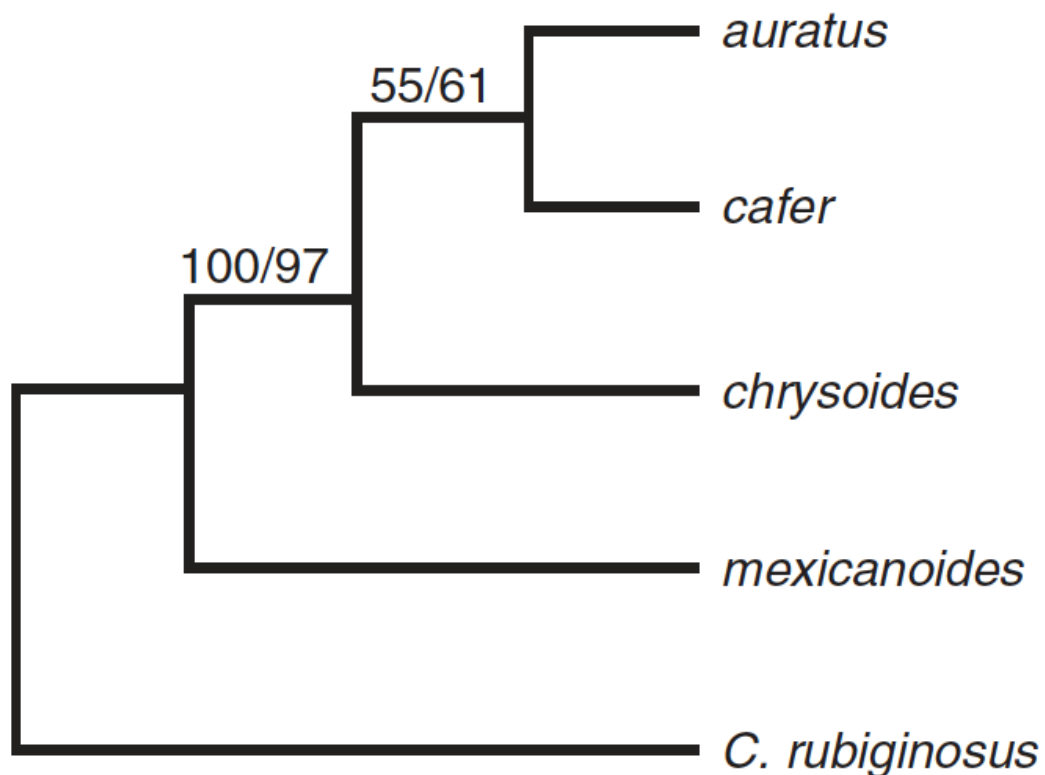 auratus
55/61
cafer
100/97
chrysoides
mexicanoides
C. rubiginosus